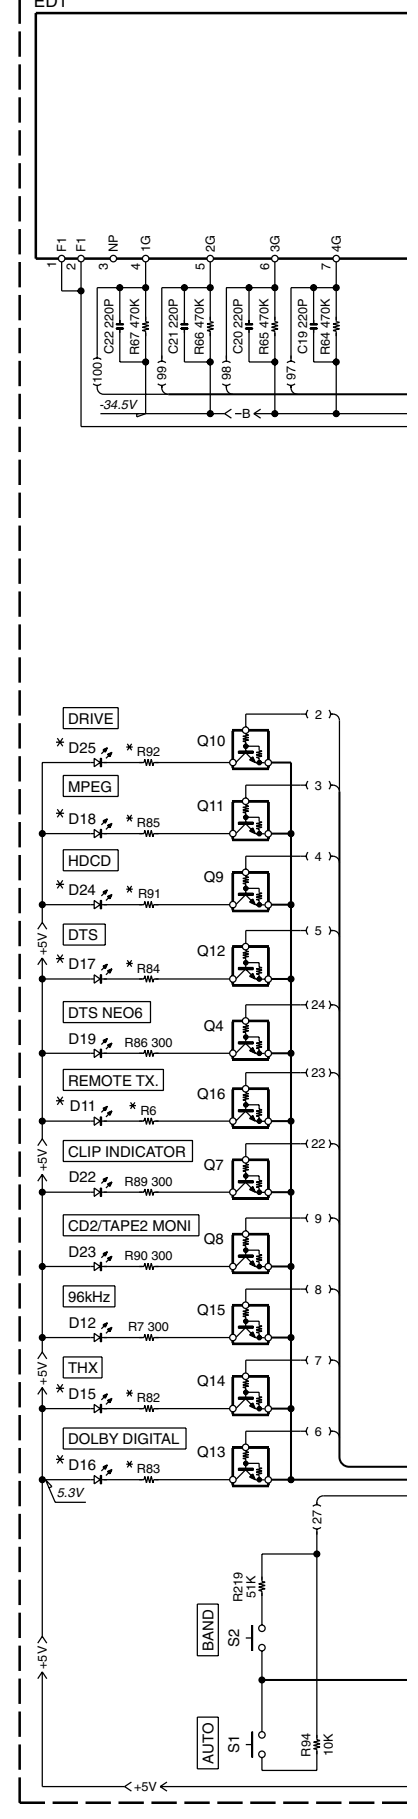 ED1
1 F1
2 F1
3 NP
4 1G
5 2G
6 3G
7 4G
(100)
C22 220P
R67 470K
(99)
C21 220P
R66 470K
(98)
C20 220P
R65 470K
(97)
C19 220P
R64 470K
-34.5V
-B
DRIVE
* D25 * R92 Q10 2
MPEG
* D18 * R85 Q11 3
HDCD
* D24 * R91 Q9 4
+5V
DTS
* D17 * R84 Q12 5
DTS NEO6
D19 R86 300 Q4 24
REMOTE TX.
* D11 * R6 Q16 23
+5V
CLIP INDICATOR
D22 R89 300 Q7 22
CD2/TAPE2 MONI
D23 R90 300 Q8 9
96kHz
D12 R7 300 Q15 8
+5V
THX
* D15 * R82 Q14 7
DOLBY DIGITAL
* D16 * R83 Q13 6
5.3V
27
R219
51K
BAND
S2
+5V
AUTO
S1
R94
10K
+5V